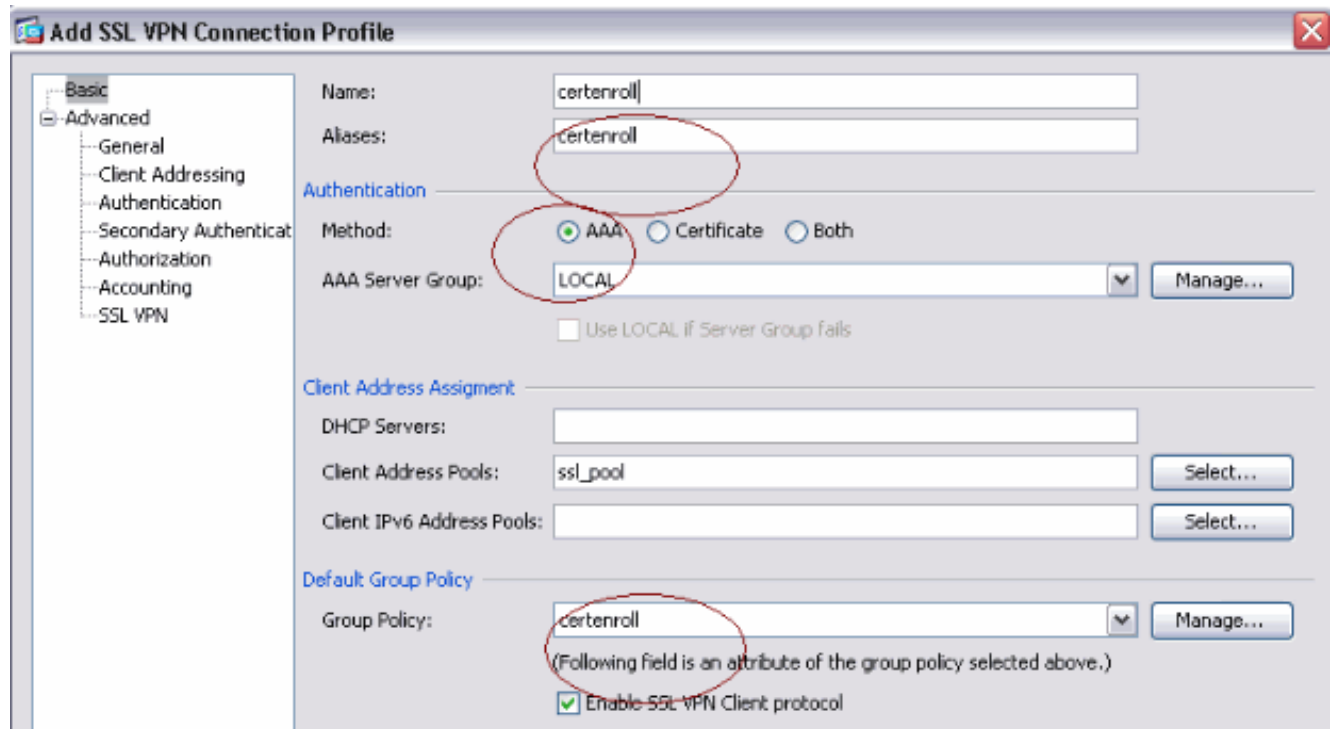 Add SSL VPN Connection Profile
Basic
Advanced
General
Client Addressing
Authentication
Secondary Authenticat
Authorization
Accounting
SSL VPN
Name: certenroll
Aliases: certenroll
Authentication
Method: AAA Certificate Both
AAA Server Group: LOCAL Manage...
Use LOCAL if Server Group fails
Client Address Assigment
DHCP Servers:
Client Address Pools: ssl_pool Select...
Client IPv6 Address Pools: Select...
Default Group Policy
Group Policy: certenroll Manage...
(Following field is an attribute of the group policy selected above.)
Enable SSL VPN Client protocol